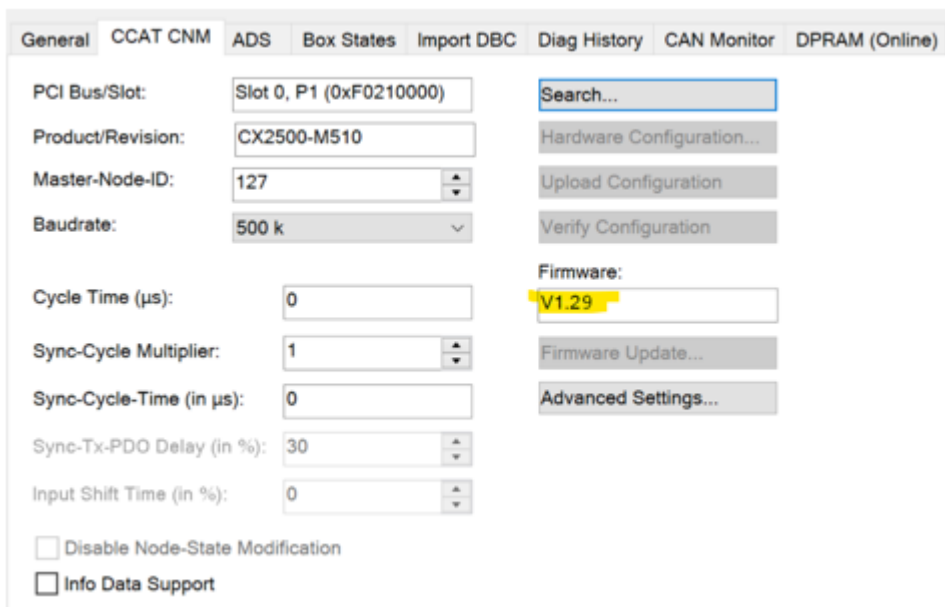 General CCAT CNM ADS Box States Import DBC Diag History CAN Monitor DPRAM (Online)
PCI Bus/Slot: Slot 0, P1 (0xF0210000) Search...
Product/Revision: CX2500-M510 Hardware Configuration...
Master-Node-ID: 127 Upload Configuration
Baudrate: 500 k Verify Configuration
Firmware:
Cycle Time (µs): 0 V1.29
Sync-Cycle Multiplier: 1 Firmware Update...
Sync-Cycle-Time (in µs): 0 Advanced Settings...
Sync-Tx-PDO Delay (in %): 30
Input Shift Time (in %): 0
Disable Node-State Modification
Info Data Support